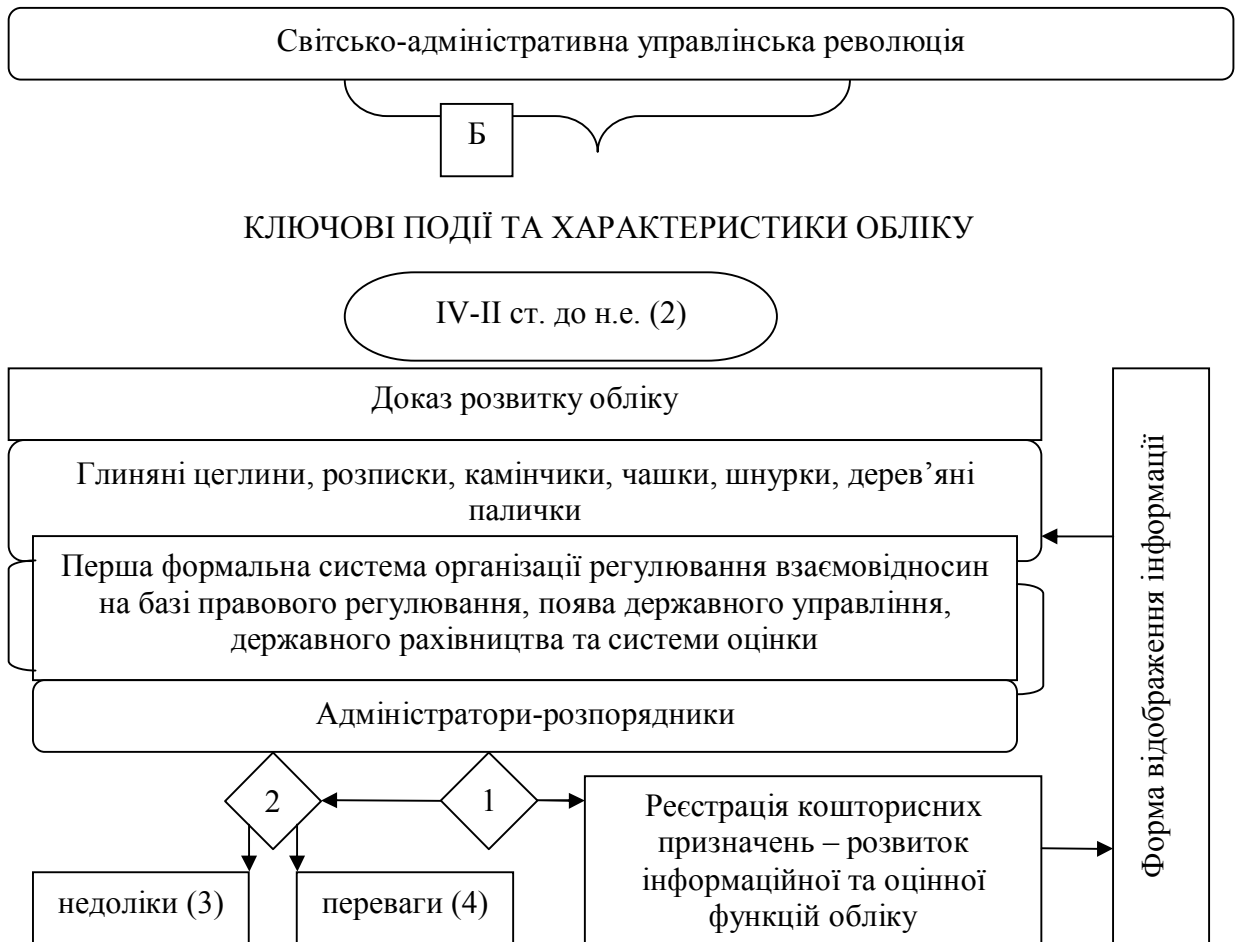 Світсько-адміністративна управлінська революція
Б
КЛЮЧОВІ ПОДІЇ ТА ХАРАКТЕРИСТИКИ ОБЛІКУ
IV-II ст. до н.е. (2)
Доказ розвитку обліку
Глиняні цеглини, розписки, камінчики, чашки, шнурки, дерев’яні
палички
Перша формальна система організації регулювання взаємовідносин
на базі правового регулювання, поява державного управління,
державного рахівництва та системи оцінки
Адміністратори-розпорядники
2
1
Реєстрація кошторисних
призначень – розвиток
інформаційної та оцінної
функцій обліку
недоліки (3)
переваги (4)
Форма відображення інформації